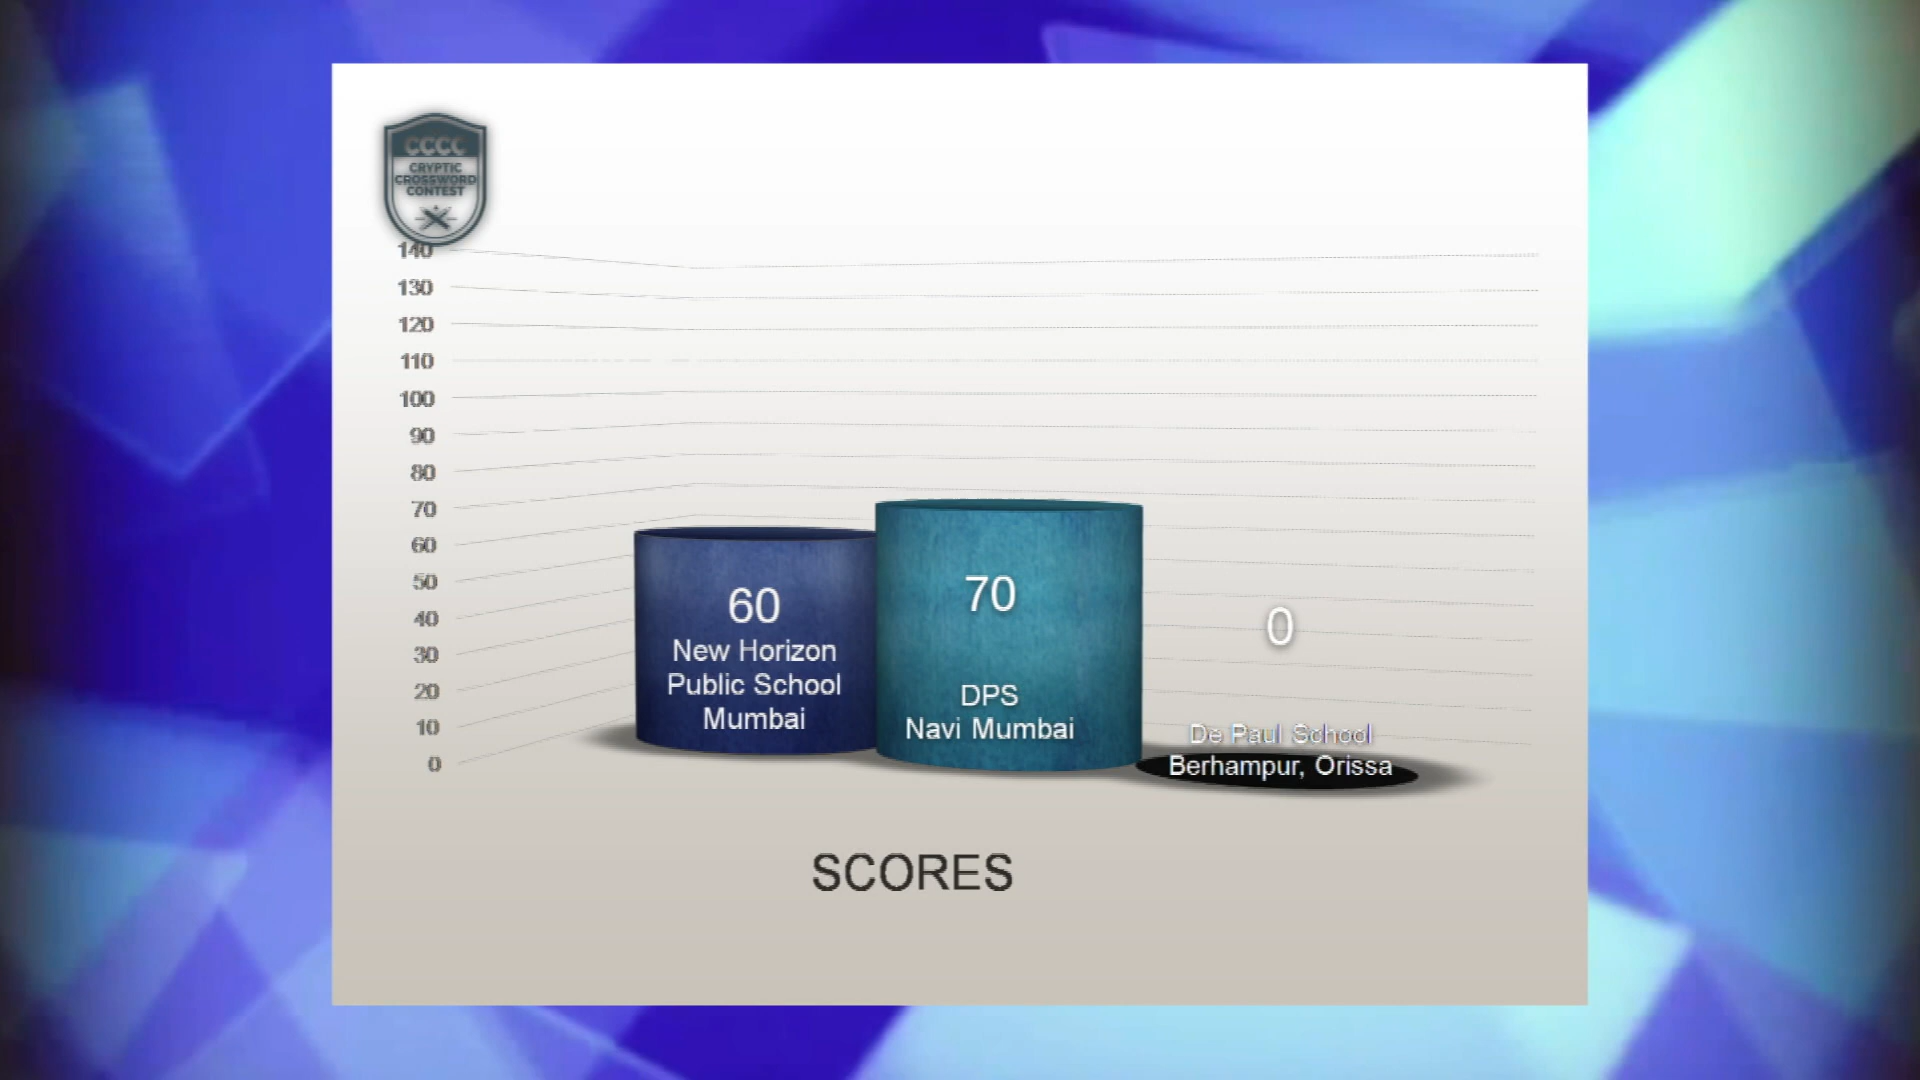 CCCC
CRYPTIC
CROSSWORD
CONTEST
140
130
120
110
100
90
80
70
60
50
40
30
20
10
0
60
New Horizon
Public School
Mumbai
70
DPS
Navi Mumbai
0
De Paul School
Berhampur, Orissa
SCORES